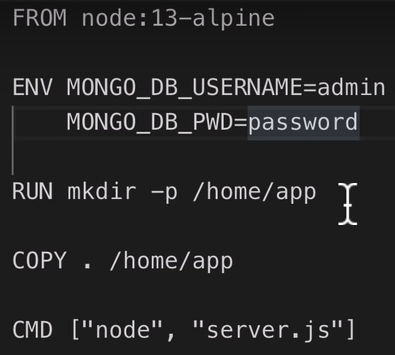 FROM node:13-alpine
ENV MONGO_DB_USERNAME=admin
MONGO_DB_PWD=password
RUN mkdir -p /home/app
COPY . /home/app
CMD ["node", "server.js"]